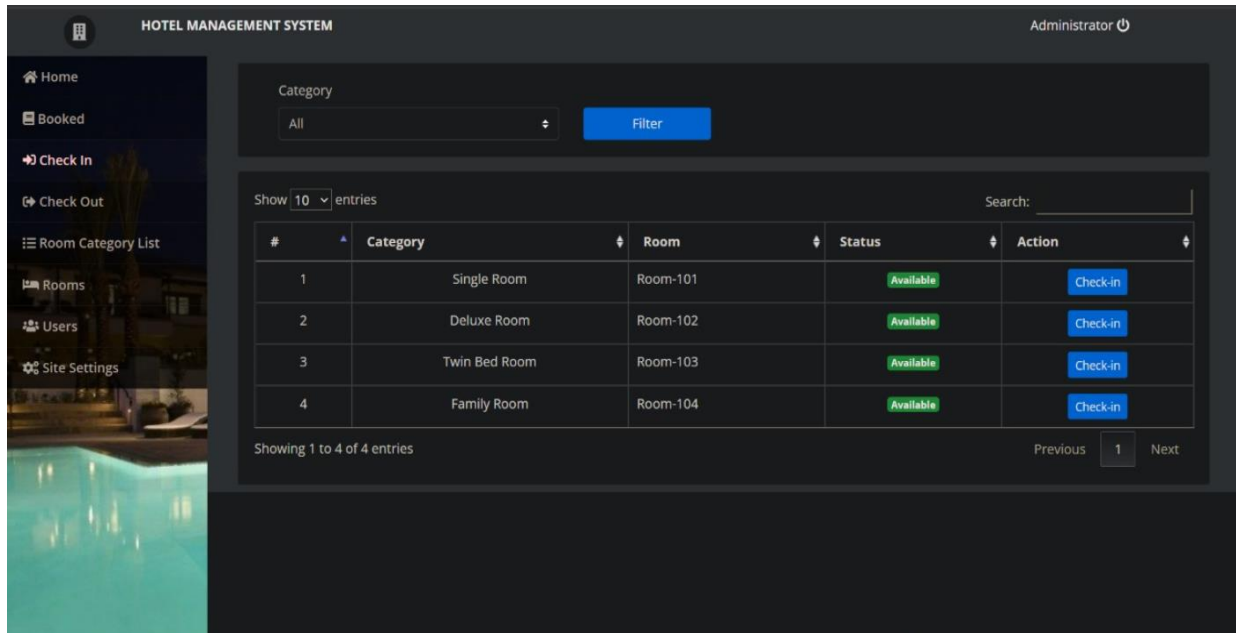 HOTEL MANAGEMENT SYSTEM
Administrator
Home
Booked
Check In
Check Out
Room Category List
Rooms
Users
Site Settings
Category
All
Filter
Show 10 entries
Search:
# Category Room Status Action
1 Single Room Room-101 Available Check-in
2 Deluxe Room Room-102 Available Check-in
3 Twin Bed Room Room-103 Available Check-in
4 Family Room Room-104 Available Check-in
Showing 1 to 4 of 4 entries
Previous 1 Next